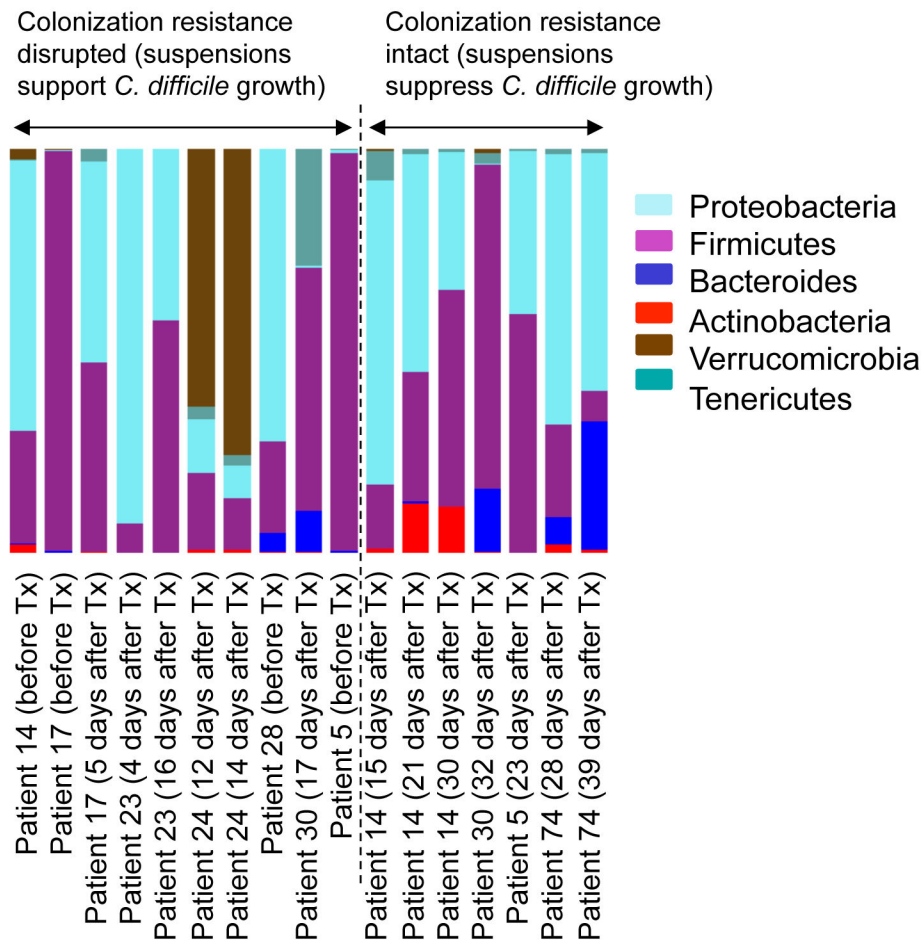 Colonization resistance
disrupted (suspensions
support C. difficile growth)
Colonization resistance
intact (suspensions
suppress C. difficile growth)
Proteobacteria
Firmicutes
Bacteroides
Actinobacteria
Verrucomicrobia
Tenericutes
Patient 14 (before Tx)
Patient 17 (before Tx)
Patient 17 (5 days after Tx)
Patient 23 (4 days after Tx)
Patient 23 (16 days after Tx)
Patient 24 (12 days after Tx)
Patient 24 (14 days after Tx)
Patient 28 (before Tx)
Patient 30 (17 days after Tx)
Patient 5 (before Tx)
Patient 14 (15 days after Tx)
Patient 14 (21 days after Tx)
Patient 14 (30 days after Tx)
Patient 30 (32 days after Tx)
Patient 5 (23 days after Tx)
Patient 74 (28 days after Tx)
Patient 74 (39 days after Tx)